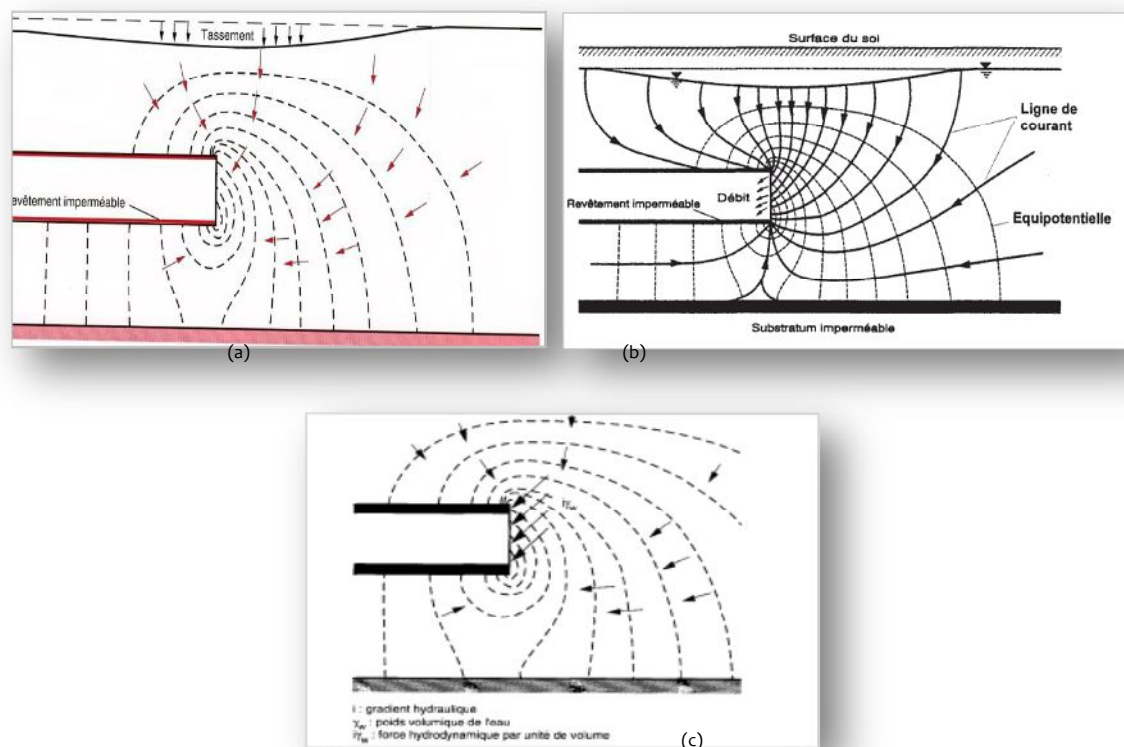 Tassement
evêtement imperméable
(a)
Surface du sol
Ligne de
courant
Débit
Revêtement imperméable
Equipotentielle
Substratum imperméable
(b)
iγw
i : gradient hydraulique
γw : poids volumique de l'eau
iγw : force hydrodynamique par unité de volume
(c)